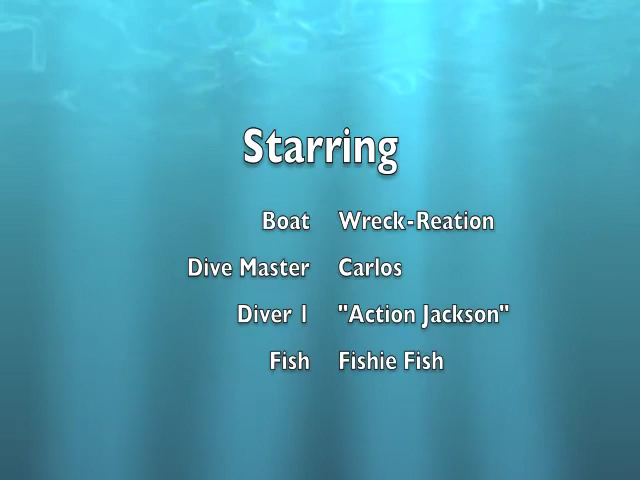 Starring
Boat Wreck-Reation
Dive Master Carlos
Diver 1 "Action Jackson"
Fish Fishie Fish